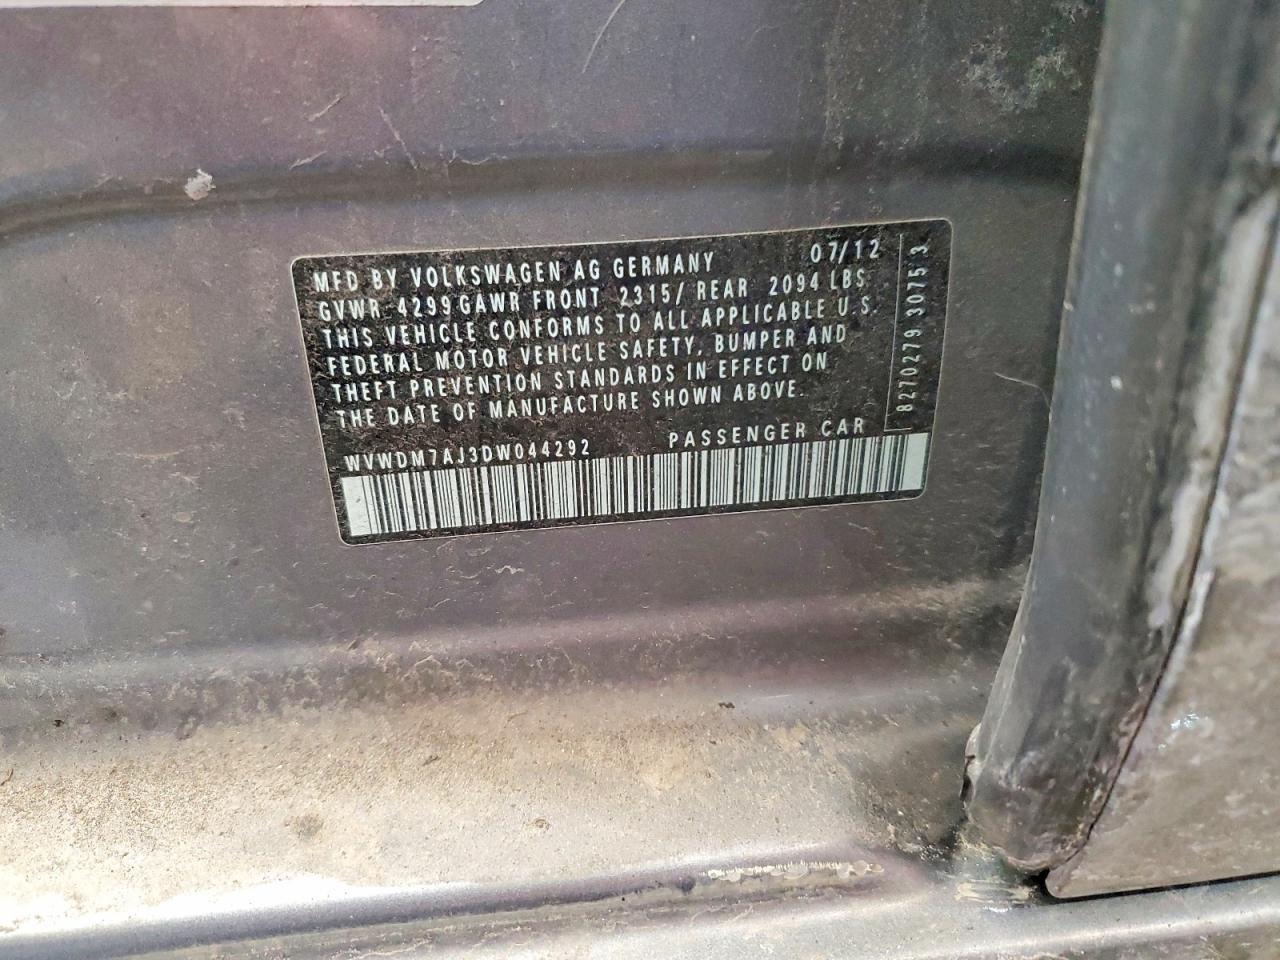 MFD BY VOLKSWAGEN AG GERMANY 07/12
GVWR 4299 GAWR FRONT 2315/ REAR 2094 LBS
THIS VEHICLE CONFORMS TO ALL APPLICABLE U.S.
FEDERAL MOTOR VEHICLE SAFETY, BUMPER AND
THEFT PREVENTION STANDARDS IN EFFECT ON
THE DATE OF MANUFACTURE SHOWN ABOVE.
WVWDM7AJ3DW044292 PASSENGER CAR
8270279 3075 3